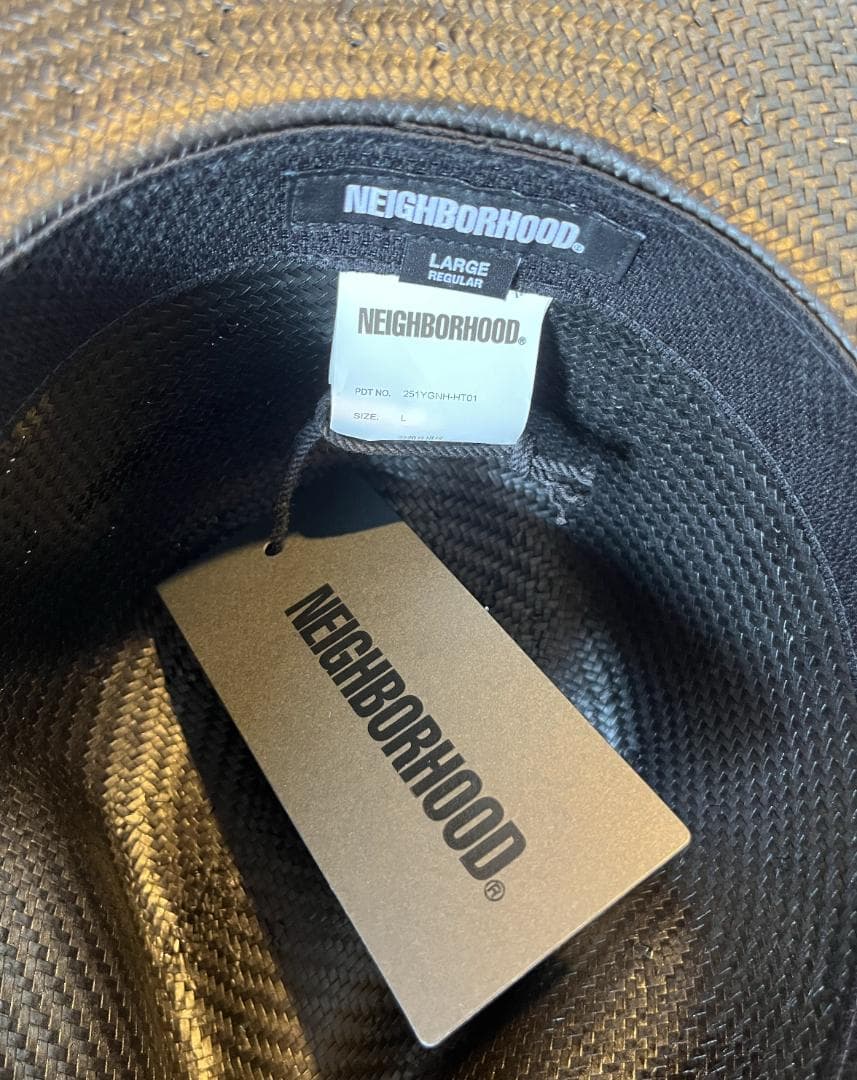 NEIGHBORHOOD®
LARGE
REGULAR
NEIGHBORHOOD®
PDT NO. 251YGNH-HT01
SIZE. L
NEIGHBORHOOD®